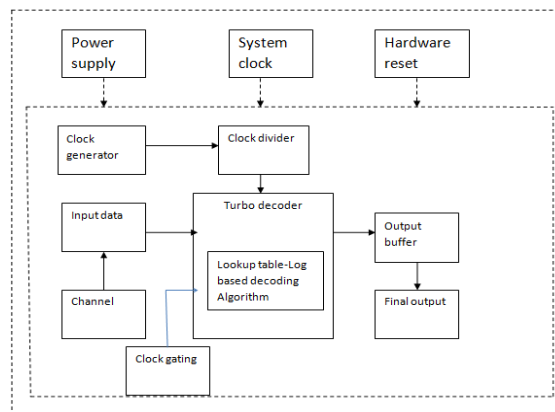 Power
supply
System
clock
Hardware
reset
Clock
generator
Clock divider
Turbo decoder
Input data
Output
buffer
Lookup table-Log
based decoding
Algorithm
Channel
Final output
Clock gating